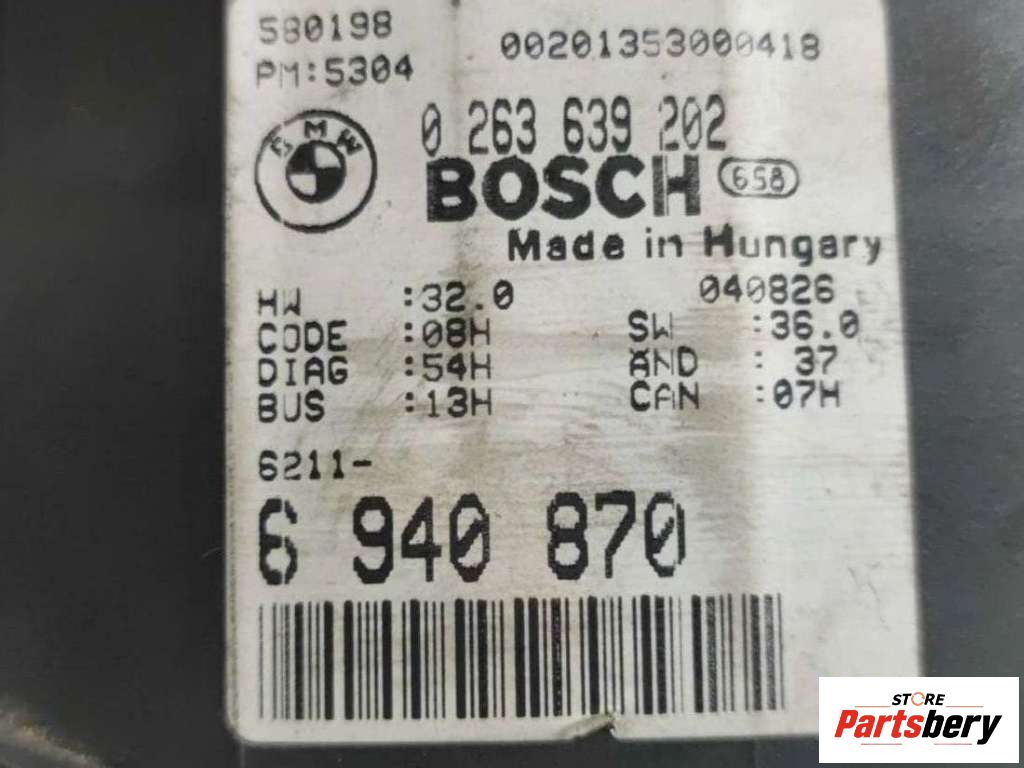 580198
00201353000418
PM:5304
0 263 639 202
BMW
BOSCH 658
Made in Hungary
HW :32.0 040826
CODE :08H SW :36.0
DIAG :54H ÄND : 37
BUS :13H CAN :07H
6211-
6 940 870
STORE
Partsbery